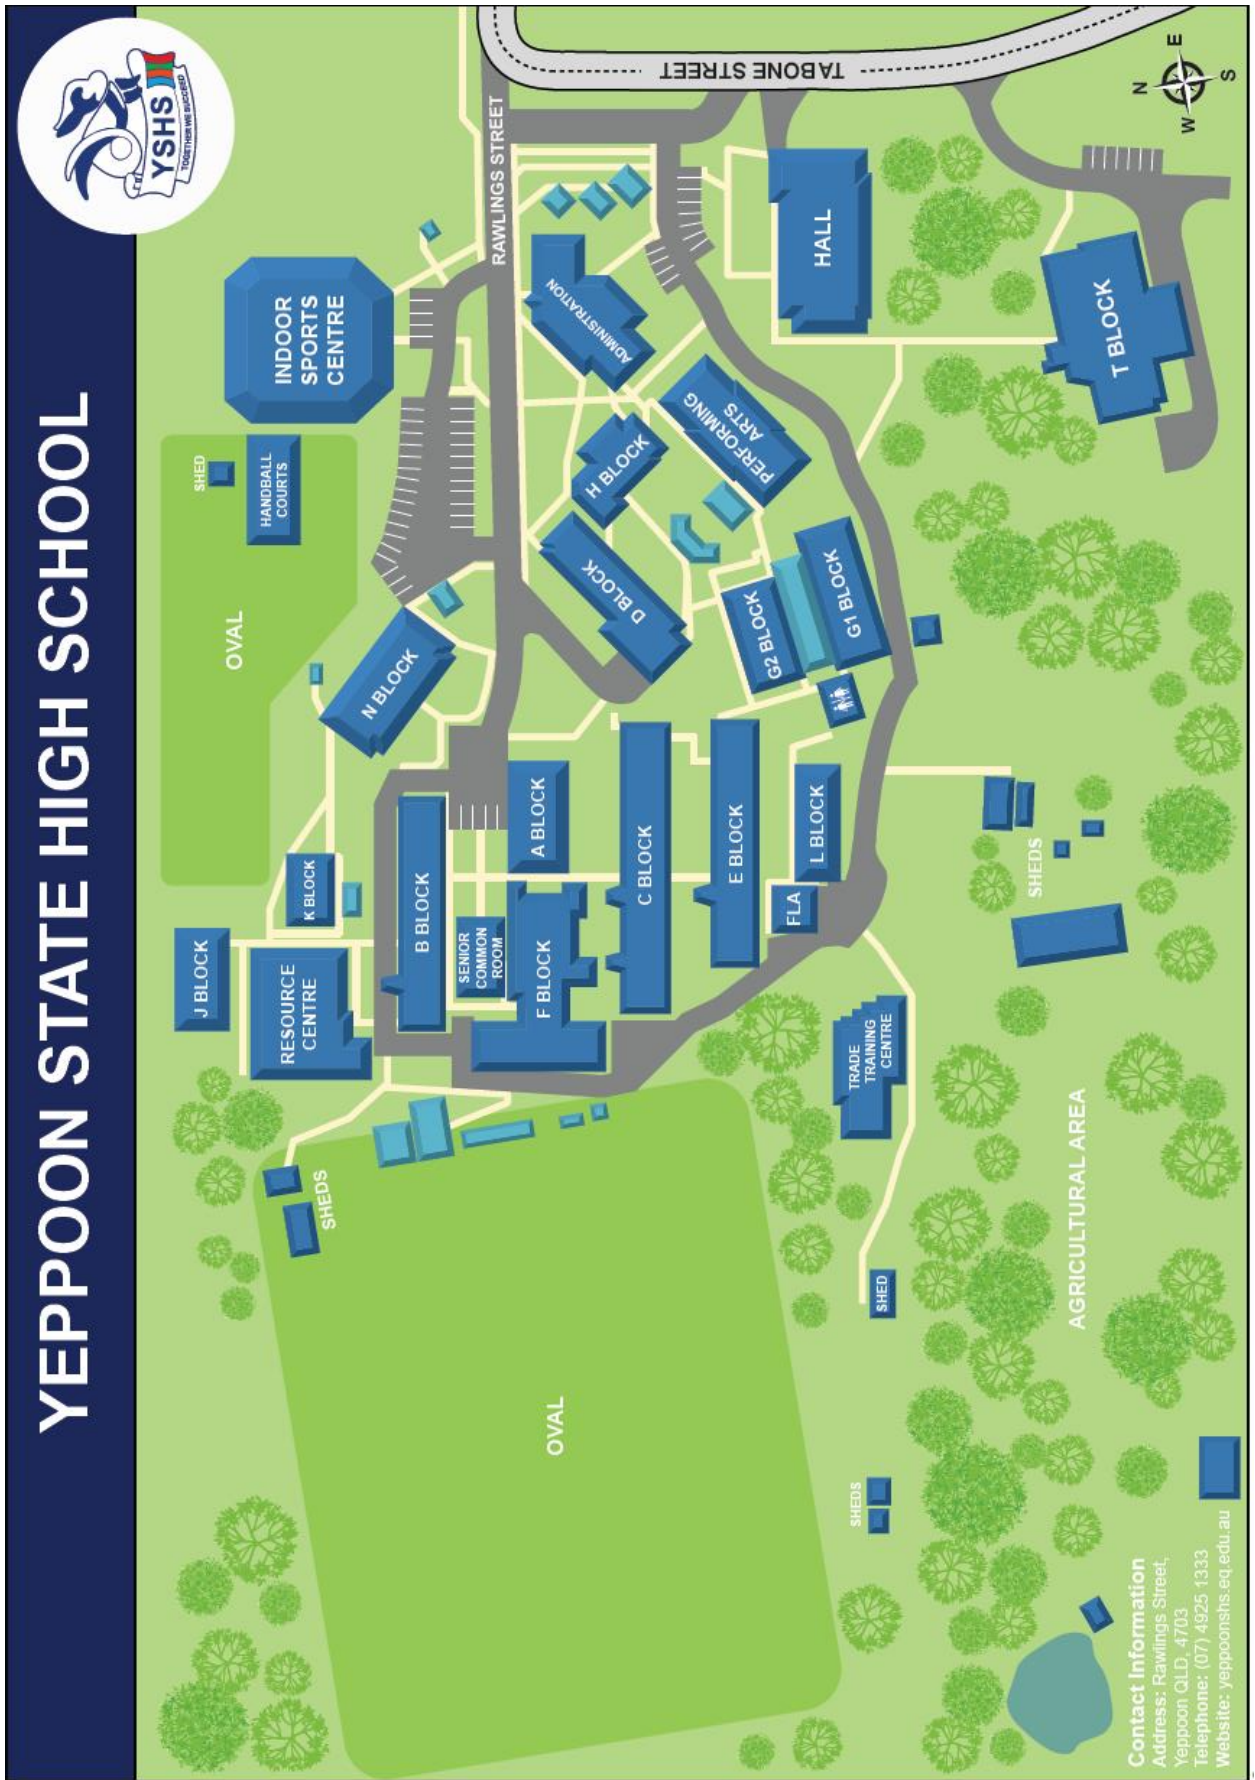 YEPPOON STATE HIGH SCHOOL
YSHS
TOGETHER WE SUCCEED
TABONE STREET
RAWLINGS STREET
N
E
S
W
INDOOR
SPORTS
CENTRE
SHED
HANDBALL
COURTS
OVAL
N BLOCK
K BLOCK
J BLOCK
RESOURCE
CENTRE
B BLOCK
SENIOR
COMMON
ROOM
A BLOCK
F BLOCK
C BLOCK
E BLOCK
L BLOCK
FLA
ADMINISTRATION
H BLOCK
D BLOCK
PERFORMING
ARTS
G2 BLOCK
G1 BLOCK
HALL
T BLOCK
SHEDS
TRADE
TRAINING
CENTRE
SHED
SHEDS
OVAL
SHEDS
AGRICULTURAL AREA
Contact Information
Address: Rawlings Street,
Yeppoon QLD, 4703
Telephone: (07) 4925 1333
Website: yeppoonshs.eq.edu.au